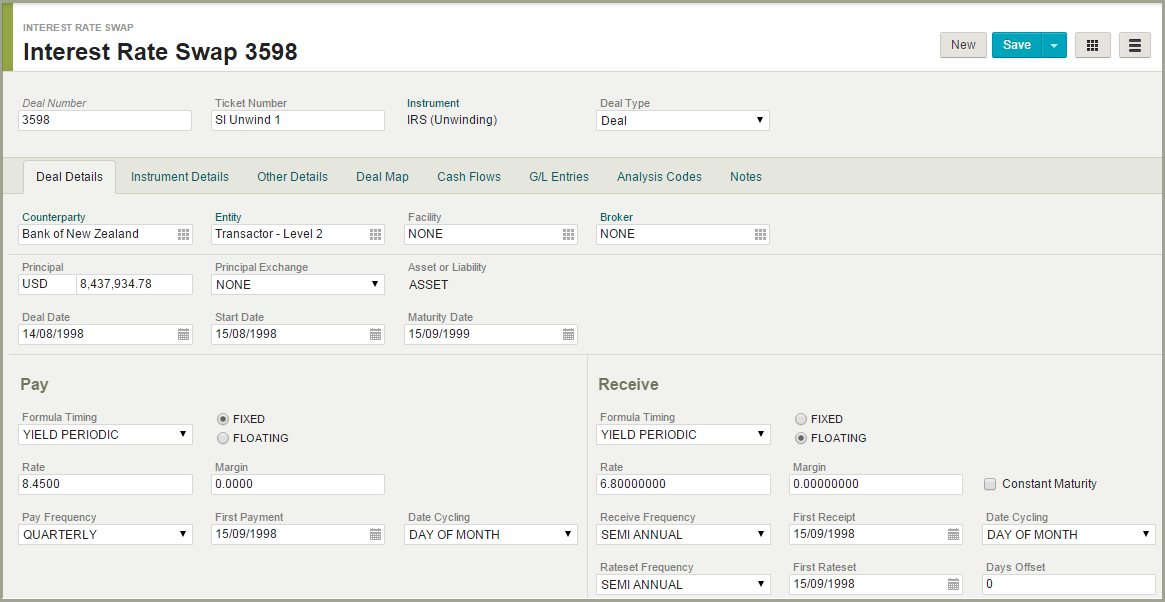 INTEREST RATE SWAP
Interest Rate Swap 3598
New Save
Deal Number Ticket Number Instrument Deal Type
3598 SI Unwind 1 IRS (Unwinding) Deal
Deal Details Instrument Details Other Details Deal Map Cash Flows G/L Entries Analysis Codes Notes
Counterparty Entity Facility Broker
Bank of New Zealand Transactor - Level 2 NONE NONE
Principal Principal Exchange Asset or Liability
USD 8,437,934.78 NONE ASSET
Deal Date Start Date Maturity Date
14/08/1998 15/08/1998 15/09/1999
Pay Receive
Formula Timing FIXED Formula Timing FIXED
YIELD PERIODIC FLOATING YIELD PERIODIC FLOATING
Rate Margin Rate Margin
8.4500 0.0000 6.80000000 0.00000000 Constant Maturity
Pay Frequency First Payment Date Cycling Receive Frequency First Receipt Date Cycling
QUARTERLY 15/09/1998 DAY OF MONTH SEMI ANNUAL 15/09/1998 DAY OF MONTH
Rateset Frequency First Rateset Days Offset
SEMI ANNUAL 15/09/1998 0